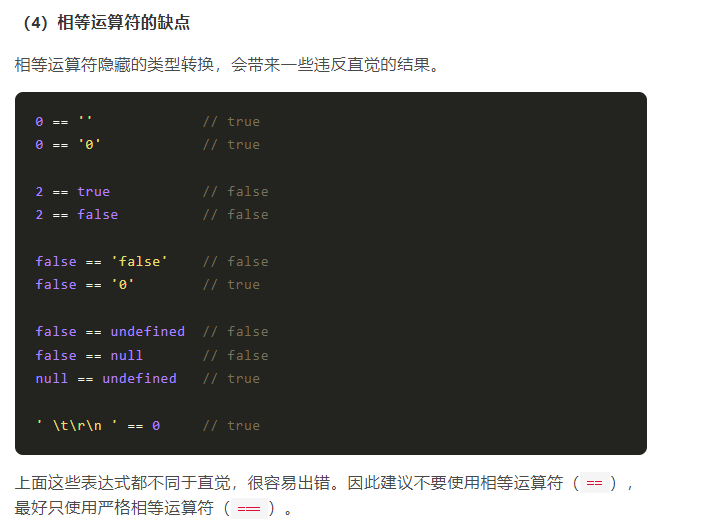 （4）相等运算符的缺点
相等运算符隐藏的类型转换，会带来一些违反直觉的结果。
0 == ''             // true
0 == '0'            // true
2 == true           // false
2 == false          // false
false == 'false'    // false
false == '0'        // true
false == undefined  // false
false == null       // false
null == undefined   // true
' \t\r\n ' == 0     // true
上面这些表达式都不同于直觉，很容易出错。因此建议不要使用相等运算符（ == ），
最好只使用严格相等运算符（ === ）。